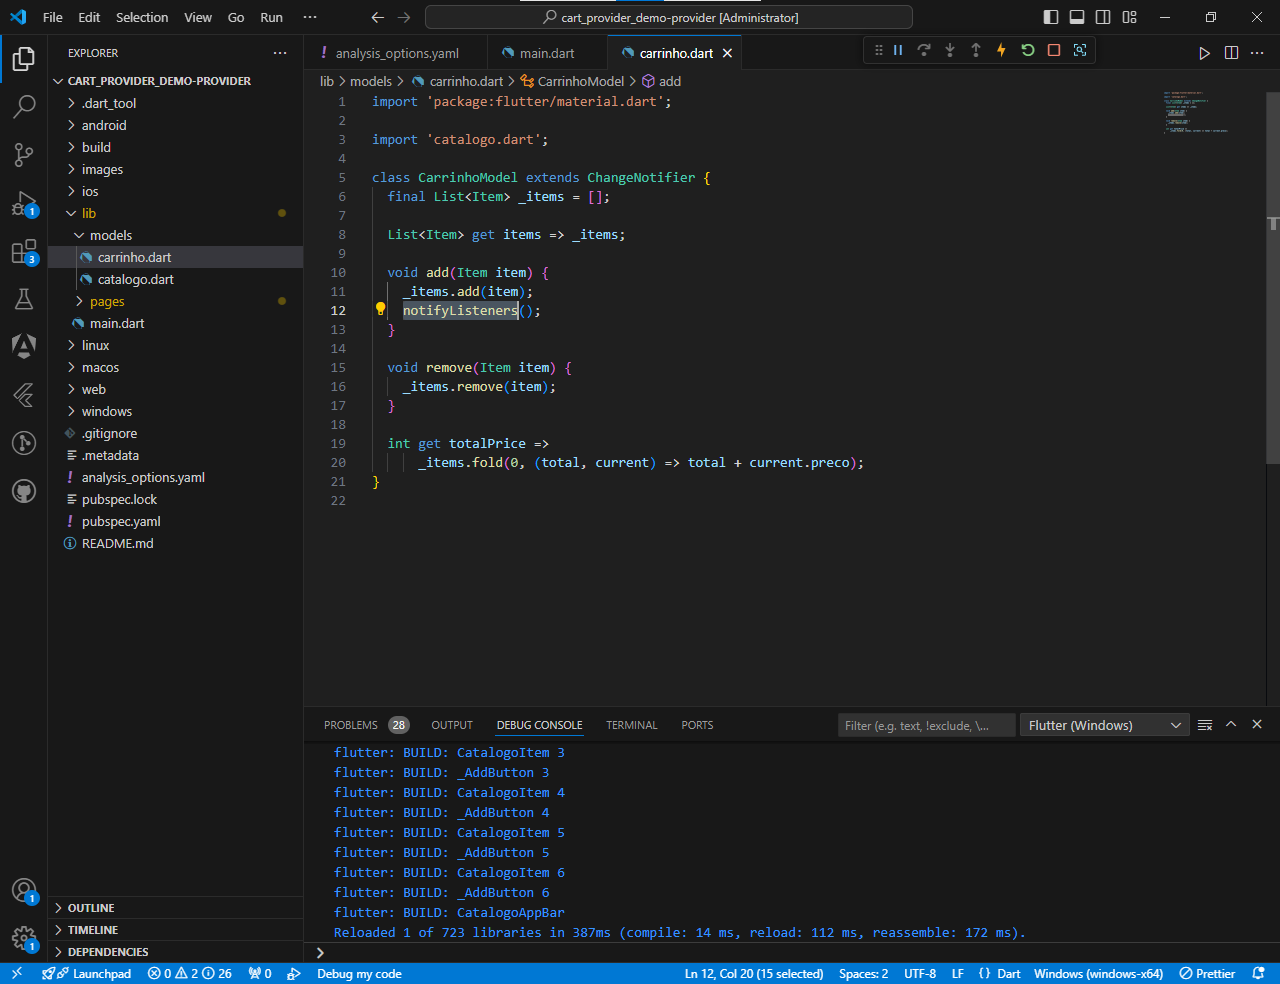 File Edit Selection View Go Run ···
cart_provider_demo-provider [Administrator]
EXPLORER
CART_PROVIDER_DEMO-PROVIDER
.dart_tool
android
build
images
ios
lib
models
carrinho.dart
catalogo.dart
pages
main.dart
linux
macos
web
windows
.gitignore
.metadata
! analysis_options.yaml
pubspec.lock
! pubspec.yaml
README.md
OUTLINE
TIMELINE
DEPENDENCIES
1
3
1
1
! analysis_options.yaml main.dart carrinho.dart
lib > models > carrinho.dart > CarrinhoModel > add
1 import 'package:flutter/material.dart';
2
3 import 'catalogo.dart';
4
5 class CarrinhoModel extends ChangeNotifier {
6 final List<Item> _items = [];
7
8 List<Item> get items => _items;
9
10 void add(Item item) {
11 _items.add(item);
12 notifyListeners();
13 }
14
15 void remove(Item item) {
16 _items.remove(item);
17 }
18
19 int get totalPrice =>
20 _items.fold(0, (total, current) => total + current.preco);
21 }
22
PROBLEMS 28 OUTPUT DEBUG CONSOLE TERMINAL PORTS Filter (e.g. text, !exclude, \... Flutter (Windows)
flutter: BUILD: CatalogoItem 3
flutter: BUILD: _AddButton 3
flutter: BUILD: CatalogoItem 4
flutter: BUILD: _AddButton 4
flutter: BUILD: CatalogoItem 5
flutter: BUILD: _AddButton 5
flutter: BUILD: CatalogoItem 6
flutter: BUILD: _AddButton 6
flutter: BUILD: CatalogoAppBar
Reloaded 1 of 723 libraries in 387ms (compile: 14 ms, reload: 112 ms, reassemble: 172 ms).
>
Launchpad 0 2 26 0 Debug my code Ln 12, Col 20 (15 selected) Spaces: 2 UTF-8 LF {} Dart Windows (windows-x64) Prettier